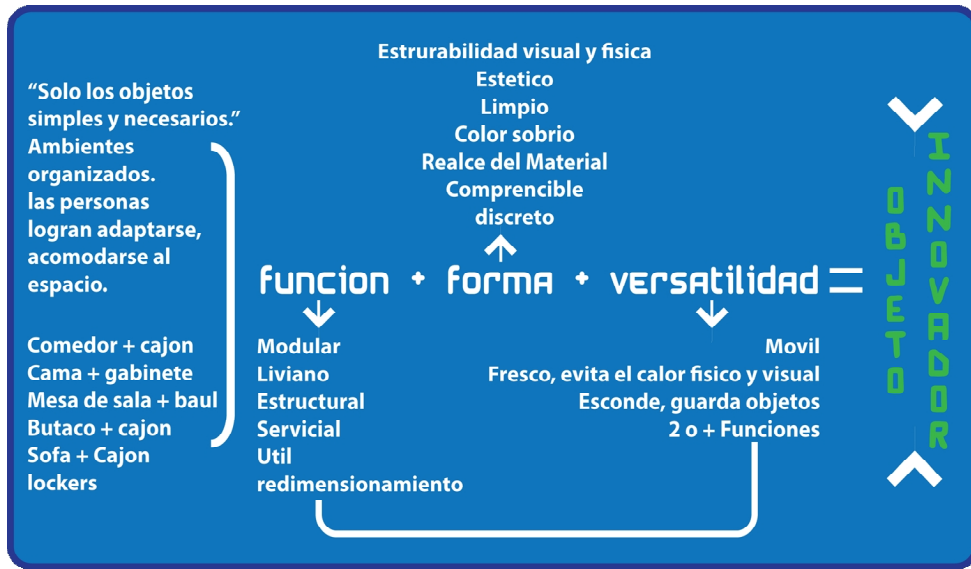 “Solo los objetos
simples y necesarios.”
Ambientes
organizados.
las personas
logran adaptarse,
acomodarse al
espacio.
Comedor + cajon
Cama + gabinete
Mesa de sala + baul
Butaco + cajon
Sofa + Cajon
lockers
Estrurabilidad visual y fisica
Estetico
Limpio
Color sobrio
Realce del Material
Comprencible
discreto
funcion + forma + versatilidad =
Modular
Liviano
Estructural
Servicial
Util
redimensionamiento
Movil
Fresco, evita el calor fisico y visual
Esconde, guarda objetos
2 o + Funciones
OBJETO
INNOVADOR